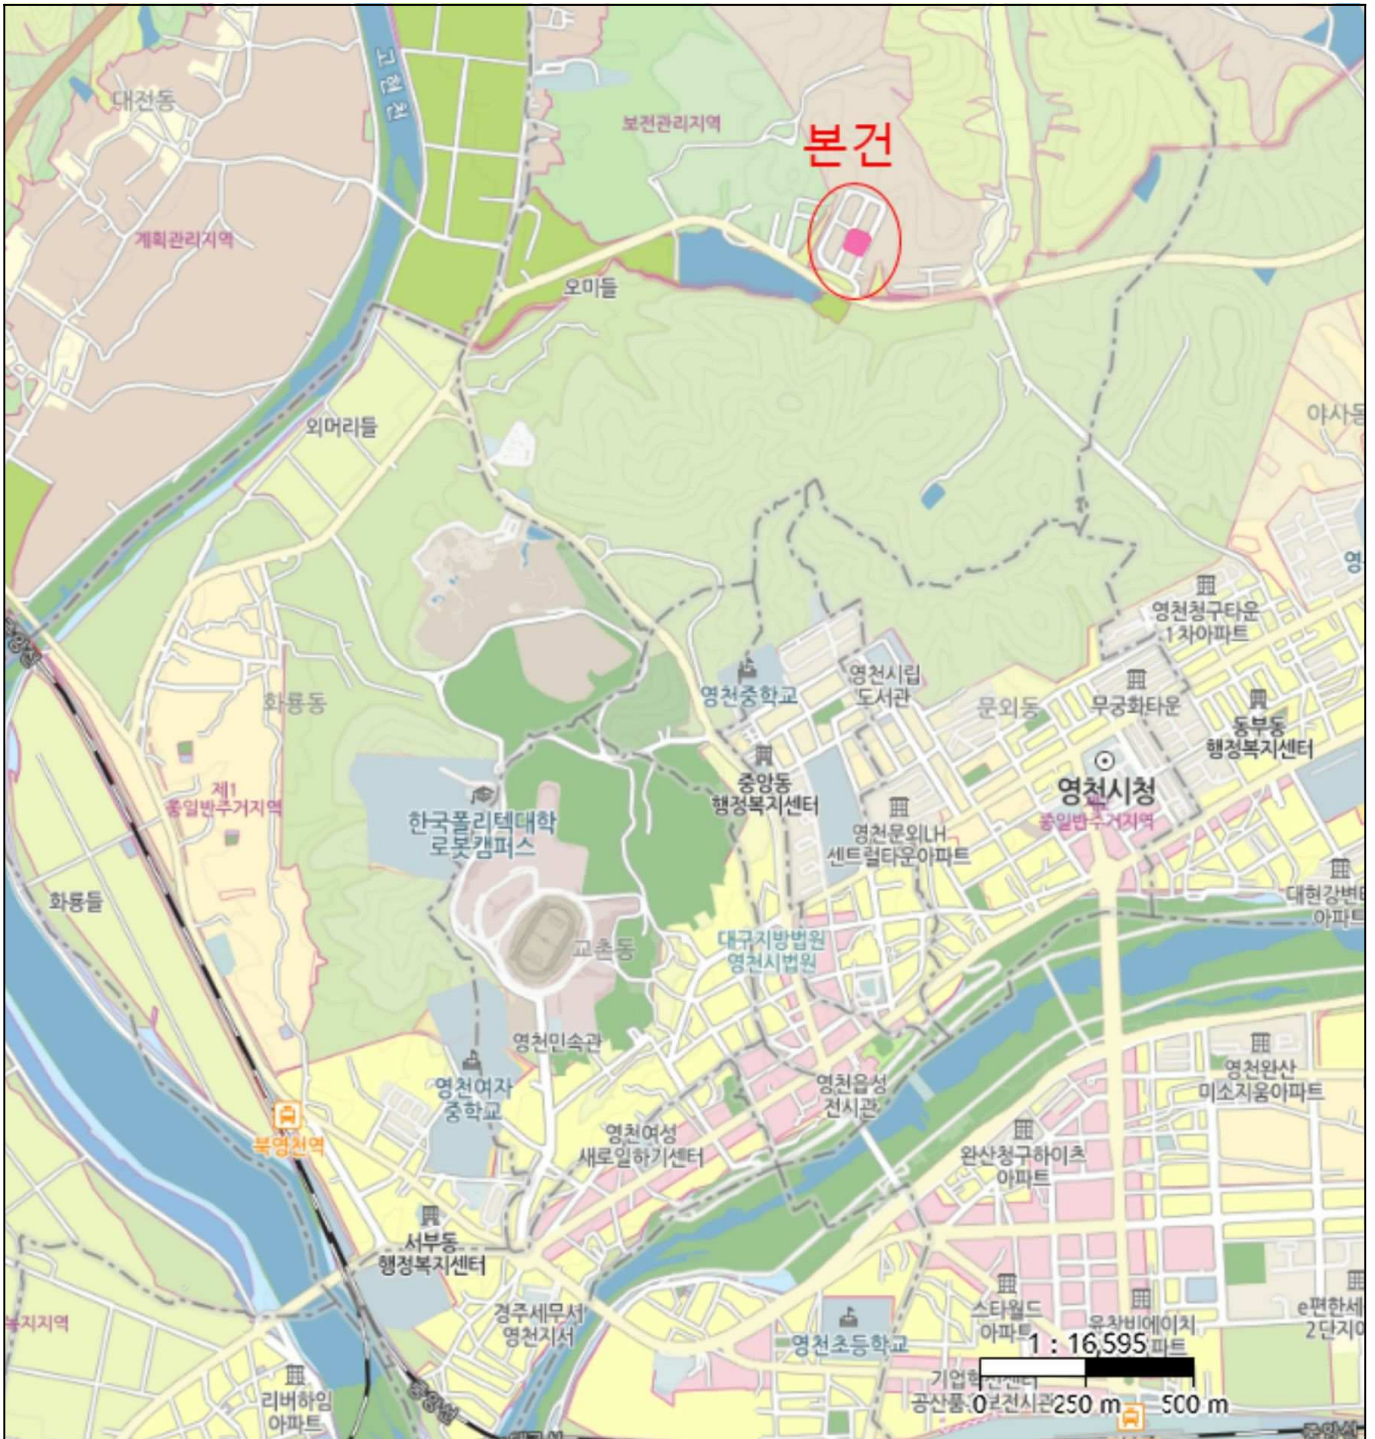 고현천
대전동
보전관리지역
본건
계획관리지역
오미들
외머리들
야사동
영천청구타운
1차아파트
영천중학교
영천시립
도서관
문외동
무궁화타운
동부동
행정복지센터
화룡동
제1
종일반주거지역
중앙동
행정복지센터
영천시청
종일반주거지역
한국폴리텍대학
로봇캠퍼스
영천문외LH
센트럴타운아파트
화룡들
아파트
대구지방법원
영천시법원
교촌동
영천민속관
영천여자
중학교
영천읍성
전시관
영천완산
미소지움아파트
북영천역
영천여성
새로일하기센터
완산청구하이츠
아파트
서부동
행정복지센터
경주세무서
영천지서
스타월드
아파트
유창비에이치
파트
e편한세
2단지
영천초등학교
1 : 16,595
0 250 m 500 m
리버하임
아파트
중앙선